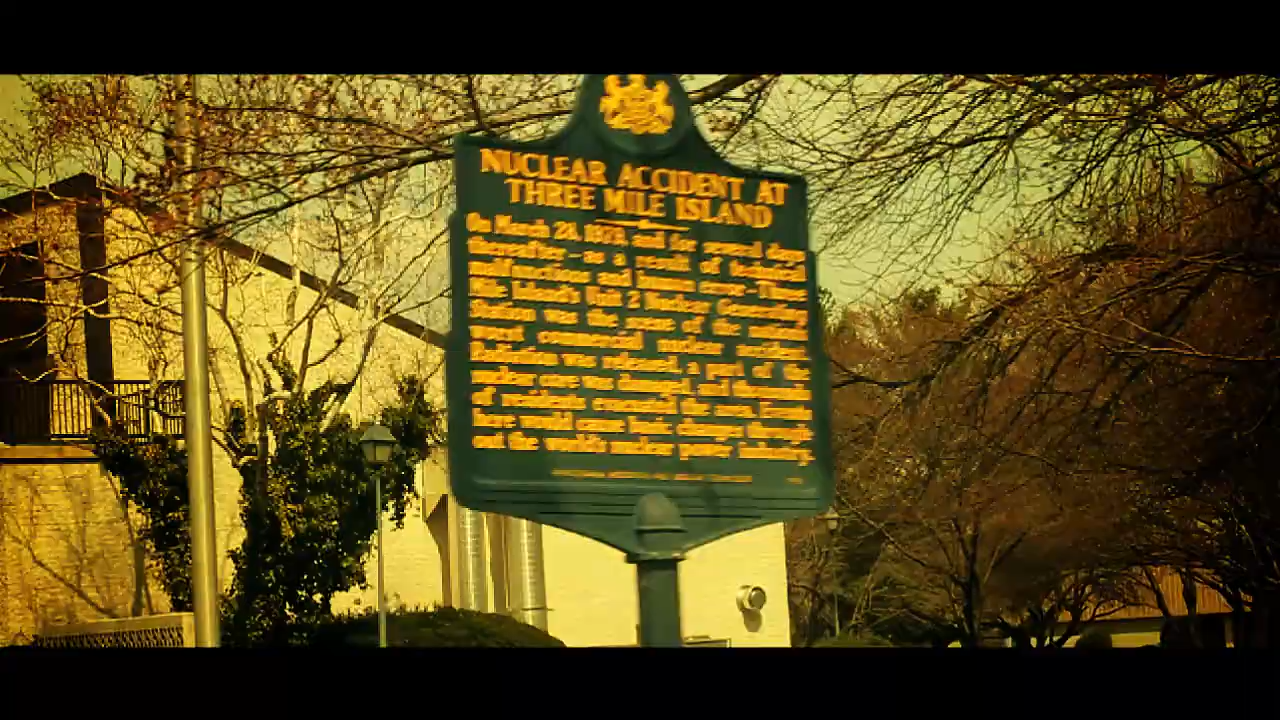 NUCLEAR ACCIDENT AT
THREE MILE ISLAND
On March 28, 1979, and for several days
thereafter—as a result of technical
malfunctions and human error—Three
Mile Island's Unit 2 Nuclear Generating
Station was the scene of the nation's
worst commercial nuclear accident.
Radiation was released, a part of the
nuclear core was damaged, and thousands
of residents evacuated the area. Events
here would cause basic changes through-
out the world's nuclear power industry.